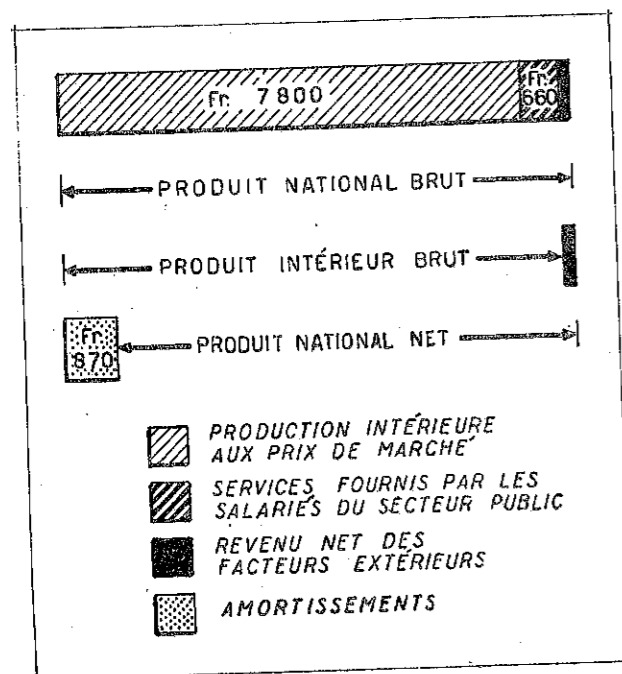 Fr. 7800
Fr.
660
PRODUIT NATIONAL BRUT
PRODUIT INTÉRIEUR BRUT
Fr.
870
PRODUIT NATIONAL NET
PRODUCTION INTÉRIEURE
AUX PRIX DE MARCHÉ
SERVICES FOURNIS PAR LES
SALARIÉS DU SECTEUR PUBLIC
REVENU NET DES
FACTEURS EXTÉRIEURS
AMORTISSEMENTS